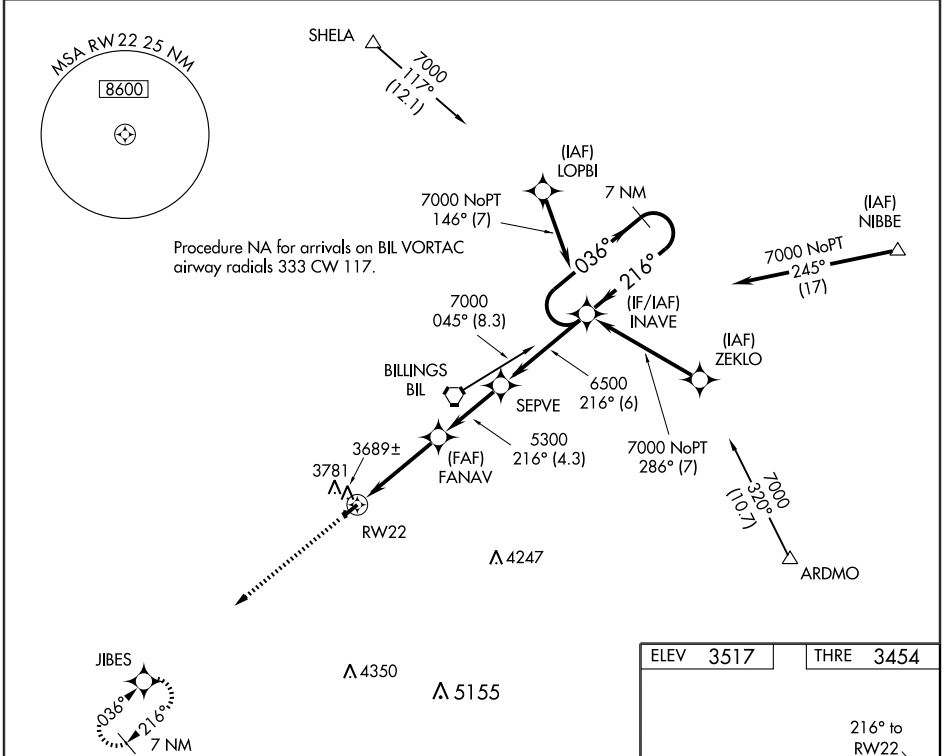 MSA RW22 25 NM
8600
SHELA
7000
117°
(12.1)
(IAF)
LOPBI
7000 NoPT
146° (7)
7 NM
(IAF)
NIBBE
7000 NoPT
245°
(17)
Procedure NA for arrivals on BIL VORTAC
airway radials 333 CW 117.
036°
216°
(IF/IAF)
INAVE
7000
045° (8.3)
(IAF)
ZEKLO
BILLINGS
BIL
SEPVE
6500
216° (6)
5300
216° (4.3)
7000 NoPT
286° (7)
(FAF)
FANAV
3689±
3781
RW22
7000
320°
(10.7)
4247
ARDMO
JIBES
036°
216°
7 NM
4350
5155
ELEV 3517
THRE 3454
216° to
RW22